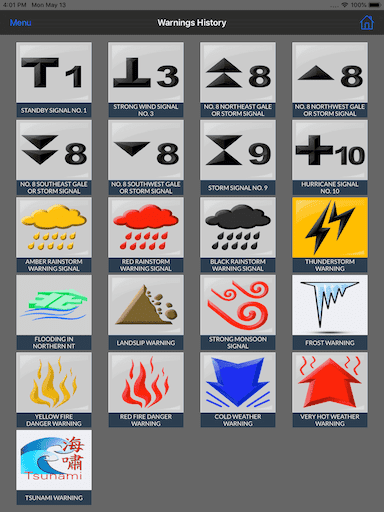 4:01 PM Mon May 13
100%
Menu
Warnings History
1
3
8
8
STANDBY SIGNAL NO. 1
STRONG WIND SIGNAL
NO. 3
NO. 8 NORTHEAST GALE
OR STORM SIGNAL
NO. 8 NORTHWEST GALE
OR STORM SIGNAL
8
8
9
10
NO. 8 SOUTHEAST GALE
OR STORM SIGNAL
NO. 8 SOUTHWEST GALE
OR STORM SIGNAL
STORM SIGNAL NO. 9
HURRICANE SIGNAL
NO. 10
AMBER RAINSTORM
WARNING SIGNAL
RED RAINSTORM
WARNING SIGNAL
BLACK RAINSTORM
WARNING SIGNAL
THUNDERSTORM
WARNING
FLOODING IN
NORTHERN NT
LANDSLIP WARNING
STRONG MONSOON
SIGNAL
FROST WARNING
YELLOW FIRE
DANGER WARNING
RED FIRE DANGER
WARNING
COLD WEATHER
WARNING
VERY HOT WEATHER
WARNING
海嘯
Tsunami
TSUNAMI WARNING